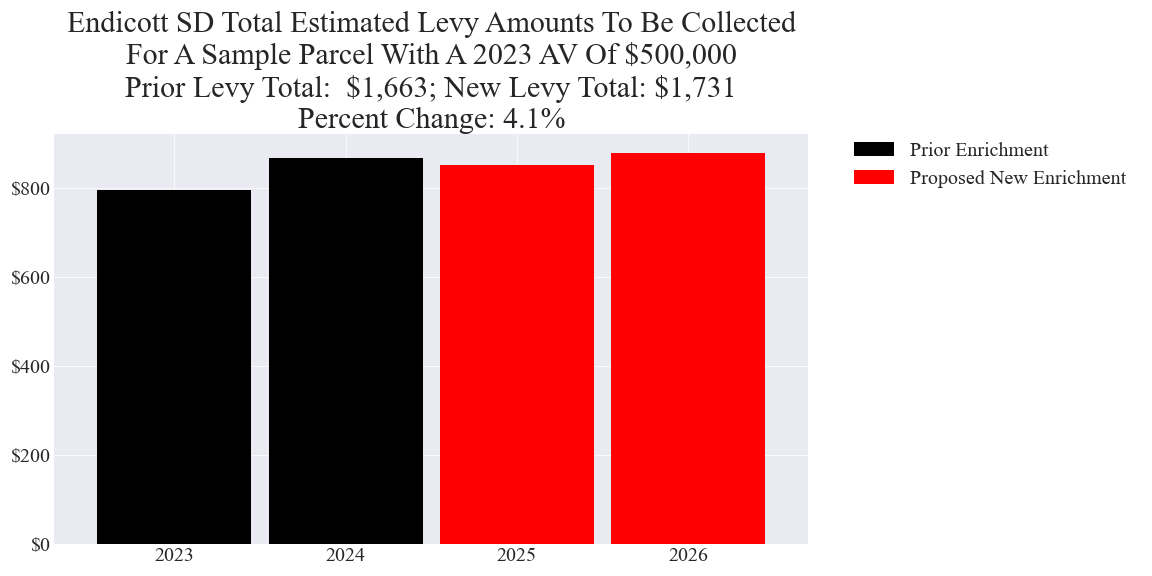 Endicott SD Total Estimated Levy Amounts To Be Collected
For A Sample Parcel With A 2023 AV Of $500,000
Prior Levy Total:  $1,663; New Levy Total: $1,731
Percent Change: 4.1%
Prior Enrichment
Proposed New Enrichment
$800
$600
$400
$200
$0
2023 2024 2025 2026